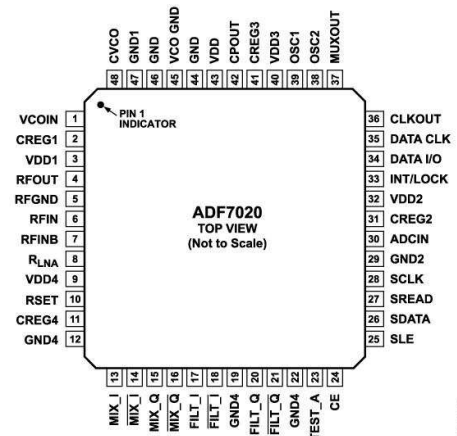 CVCO
GND1
GND
VCO GND
GND
VDD
CPOUT
CREG3
VDD3
OSC1
OSC2
MUXOUT
48 47 46 45 44 43 42 41 40 39 38 37
PIN 1
INDICATOR
VCOIN 1
CREG1 2
VDD1 3
RFOUT 4
RFGND 5
RFIN 6
RFINB 7
RLNA 8
VDD4 9
RSET 10
CREG4 11
GND4 12
ADF7020
TOP VIEW
(Not to Scale)
36 CLKOUT
35 DATA CLK
34 DATA I/O
33 INT/LOCK
32 VDD2
31 CREG2
30 ADCIN
29 GND2
28 SCLK
27 SREAD
26 SDATA
25 SLE
13 14 15 16 17 18 19 20 21 22 23 24
MIX_I
MIX_I
MIX_Q
MIX_Q
FILT_I
FILT_I
GND4
FILT_Q
FILT_Q
GND4
TEST_A
CE